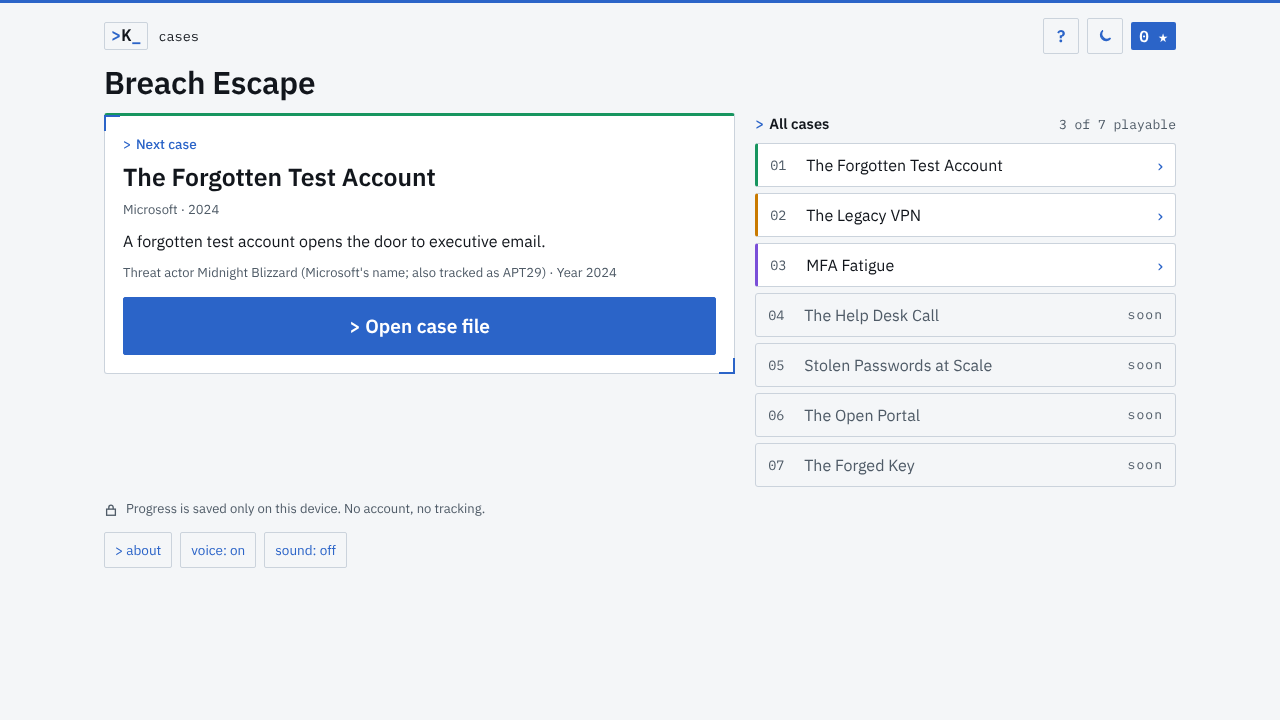 >K_ cases
? 0 ★
Breach Escape
> Next case
The Forgotten Test Account
Microsoft · 2024
A forgotten test account opens the door to executive email.
Threat actor Midnight Blizzard (Microsoft's name; also tracked as APT29) · Year 2024
> Open case file
> All cases 3 of 7 playable
01 The Forgotten Test Account ›
02 The Legacy VPN ›
03 MFA Fatigue ›
04 The Help Desk Call soon
05 Stolen Passwords at Scale soon
06 The Open Portal soon
07 The Forged Key soon
Progress is saved only on this device. No account, no tracking.
> about voice: on sound: off